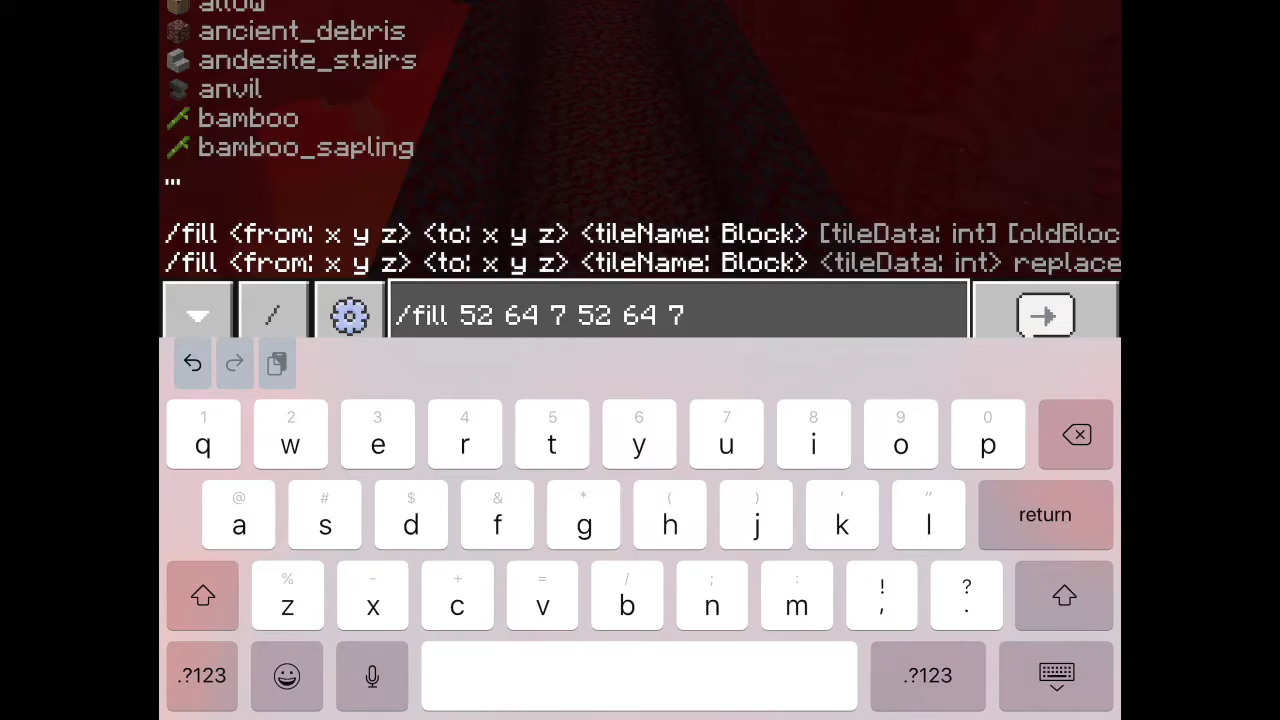 allow
ancient_debris
andesite_stairs
anvil
bamboo
bamboo_sapling
...
/fill <from: x y z> <to: x y z> <tileName: Block> [tileData: int] [oldBloc
/fill <from: x y z> <to: x y z> <tileName: Block> <tileData: int> replace
/ /fill 52 64 7 52 64 7
1 2 3 4 5 6 7 8 9 0
q w e r t y u i o p
@ # $ & * ( ) ' "
a s d f g h j k l return
% - + = / ; : ! ?
z x c v b n m , .
.?123 .?123